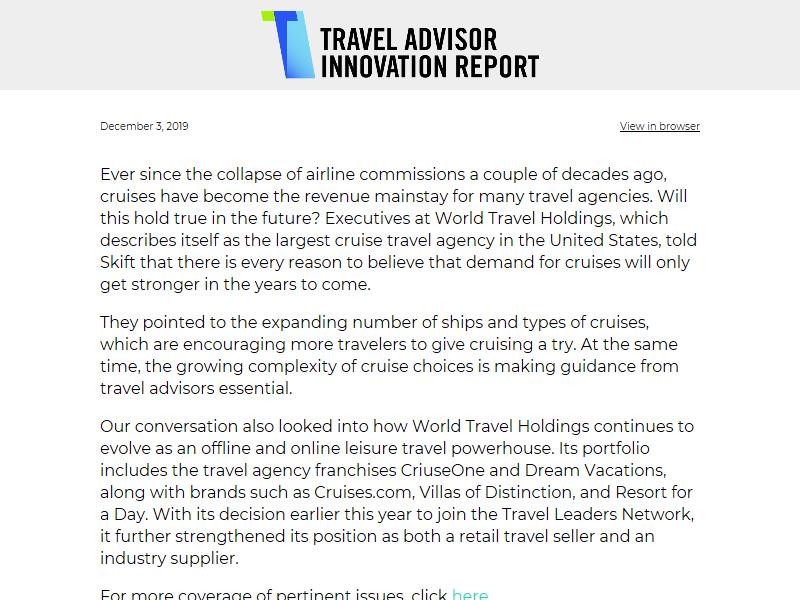 TRAVEL ADVISOR
INNOVATION REPORT
December 3, 2019
View in browser
Ever since the collapse of airline commissions a couple of decades ago,
cruises have become the revenue mainstay for many travel agencies. Will
this hold true in the future? Executives at World Travel Holdings, which
describes itself as the largest cruise travel agency in the United States, told
Skift that there is every reason to believe that demand for cruises will only
get stronger in the years to come.
They pointed to the expanding number of ships and types of cruises,
which are encouraging more travelers to give cruising a try. At the same
time, the growing complexity of cruise choices is making guidance from
travel advisors essential.
Our conversation also looked into how World Travel Holdings continues to
evolve as an offline and online leisure travel powerhouse. Its portfolio
includes the travel agency franchises CriuseOne and Dream Vacations,
along with brands such as Cruises.com, Villas of Distinction, and Resort for
a Day. With its decision earlier this year to join the Travel Leaders Network,
it further strengthened its position as both a retail travel seller and an
industry supplier.
For more coverage of pertinent issues, click here